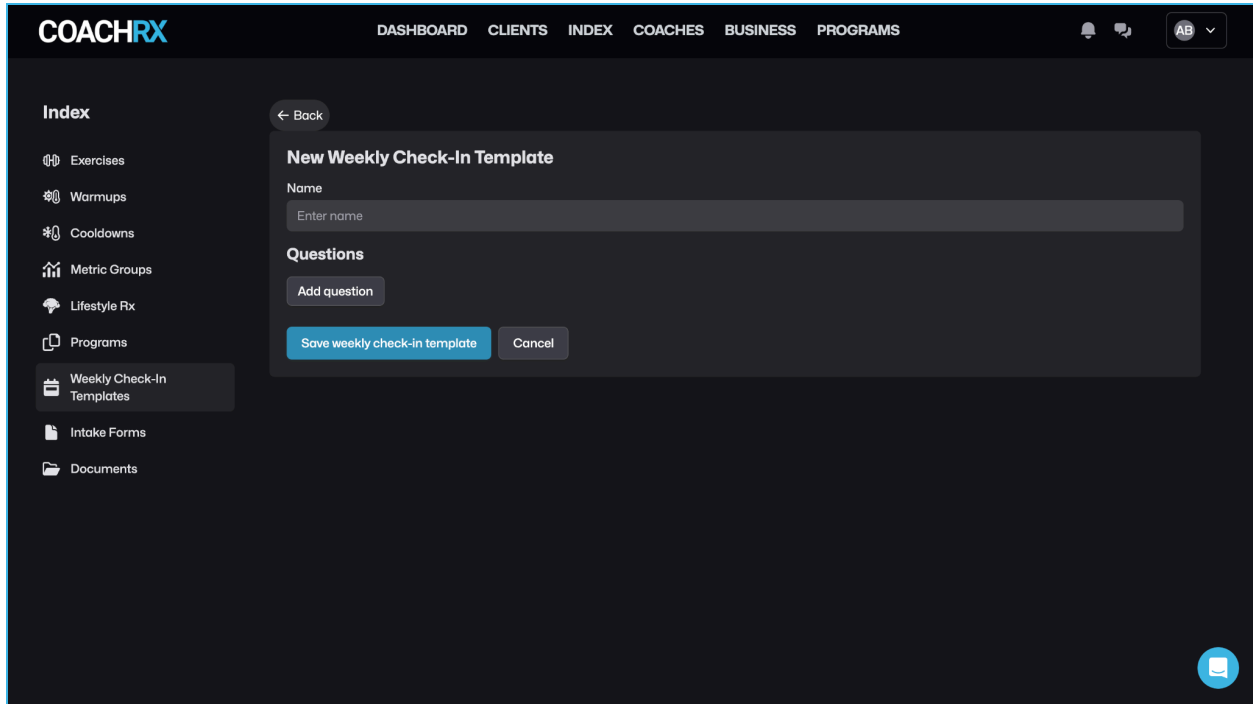 COACHRX
DASHBOARD CLIENTS INDEX COACHES BUSINESS PROGRAMS
AB
Index
Exercises
Warmups
Cooldowns
Metric Groups
Lifestyle Rx
Programs
Weekly Check-In
Templates
Intake Forms
Documents
← Back
New Weekly Check-In Template
Name
Enter name
Questions
Add question
Save weekly check-in template Cancel